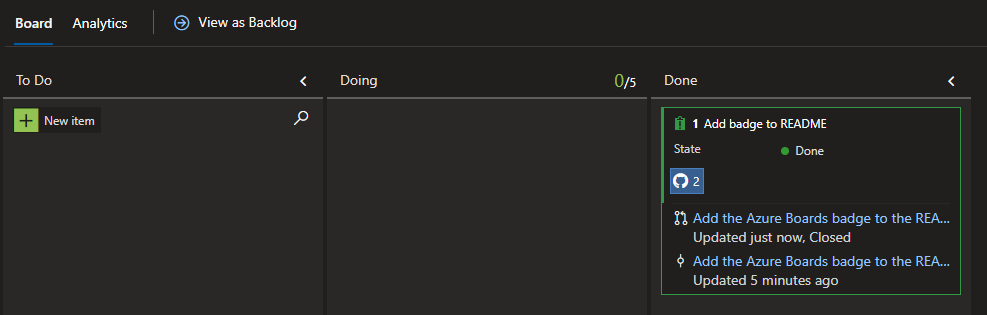 Board Analytics View as Backlog
To Do Doing 0/5 Done
New item
1 Add badge to README
State Done
2
Add the Azure Boards badge to the REA...
Updated just now, Closed
Add the Azure Boards badge to the REA...
Updated 5 minutes ago